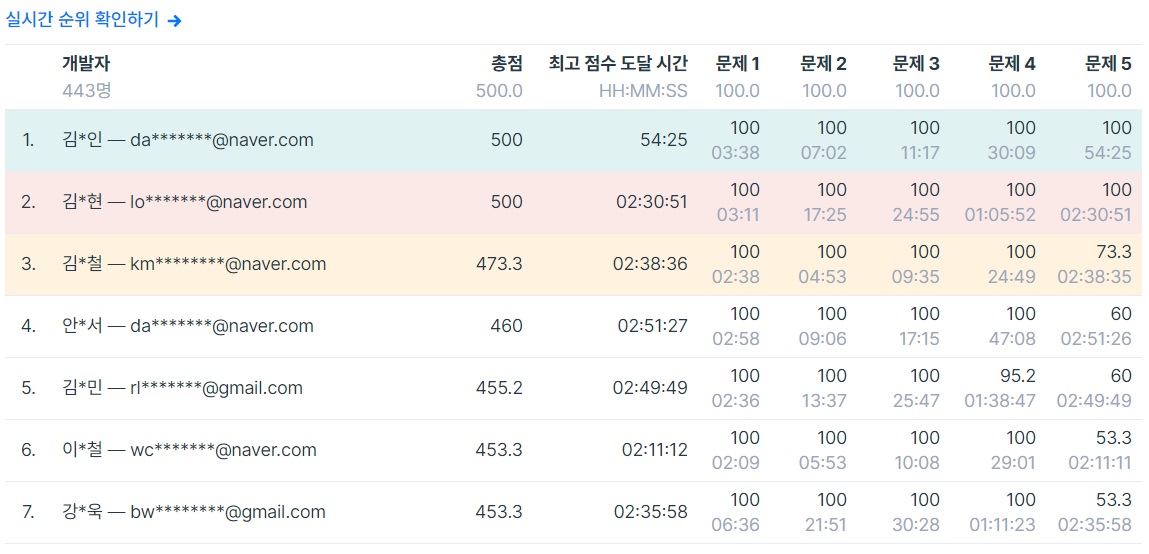 실시간 순위 확인하기 →
개발자 총점 최고 점수 도달 시간 문제 1 문제 2 문제 3 문제 4 문제 5
443명 500.0 HH:MM:SS 100.0 100.0 100.0 100.0 100.0
1. 김*인 — da*******@naver.com 500 54:25 100 100 100 100 100
03:38 07:02 11:17 30:09 54:25
2. 김*현 — lo*******@naver.com 500 02:30:51 100 100 100 100 100
03:11 17:25 24:55 01:05:52 02:30:51
3. 김*철 — km********@naver.com 473.3 02:38:36 100 100 100 100 73.3
02:38 04:53 09:35 24:49 02:38:35
4. 안*서 — da*******@naver.com 460 02:51:27 100 100 100 100 60
02:58 09:06 17:15 47:08 02:51:26
5. 김*민 — rl*******@gmail.com 455.2 02:49:49 100 100 100 95.2 60
02:36 13:37 25:47 01:38:47 02:49:49
6. 이*철 — wc*******@naver.com 453.3 02:11:12 100 100 100 100 53.3
02:09 05:53 10:08 29:01 02:11:11
7. 강*욱 — bw********@gmail.com 453.3 02:35:58 100 100 100 100 53.3
06:36 21:51 30:28 01:11:23 02:35:58